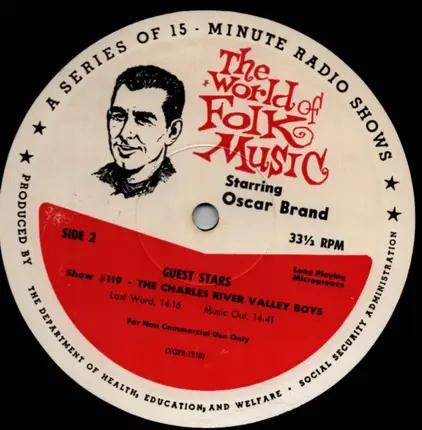 ★ A SERIES OF 15 - MINUTE RADIO SHOWS ★
The
World of
FOLK
MUSIC
Starring
Oscar Brand
SIDE 2
33⅓ RPM
GUEST STARS
Long Playing
Microgroove
Show #119 - THE CHARLES RIVER VALLEY BOYS
Last Word, 14:16 Music Out, 14:41
For Non Commercial Use Only
(XGPB-1218)
★ PRODUCED BY THE DEPARTMENT OF HEALTH, EDUCATION, AND WELFARE • SOCIAL SECURITY ADMINISTRATION ★